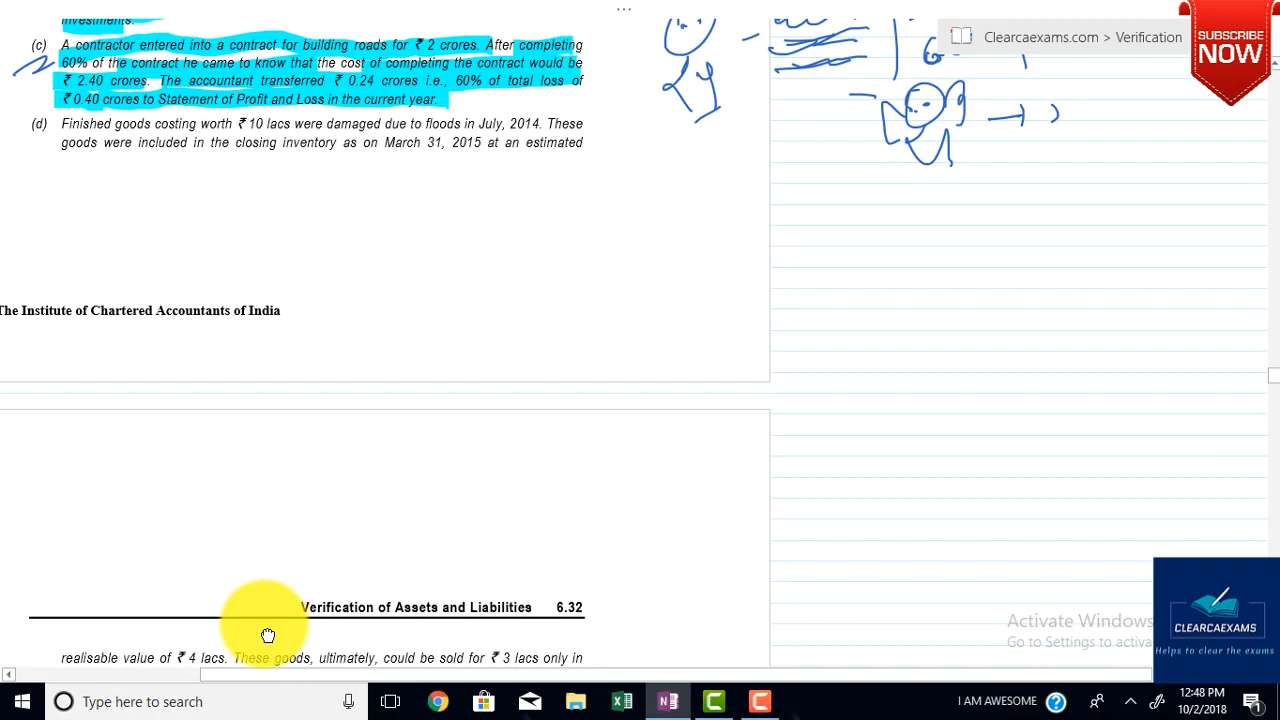 investments.
(c) A contractor entered into a contract for building roads for ₹ 2 crores. After completing
60% of the contract he came to know that the cost of completing the contract would be
₹ 2.40 crores. The accountant transferred ₹ 0.24 crores i.e., 60% of total loss of
₹ 0.40 crores to Statement of Profit and Loss in the current year.
(d) Finished goods costing worth ₹ 10 lacs were damaged due to floods in July, 2014. These
goods were included in the closing inventory as on March 31, 2015 at an estimated
The Institute of Chartered Accountants of India
Verification of Assets and Liabilities 6.32
realisable value of ₹ 4 lacs. These goods, ultimately, could be sold for ₹ 3 lacs only in
Clearcaexams.com > Verification
SUBSCRIBE
NOW
Activate Windows
Go to Settings to activa
CLEARCAEXAMS
Helps to clear the exams
Type here to search
I AM AWESOME
12:48 PM
10/2/2018
1